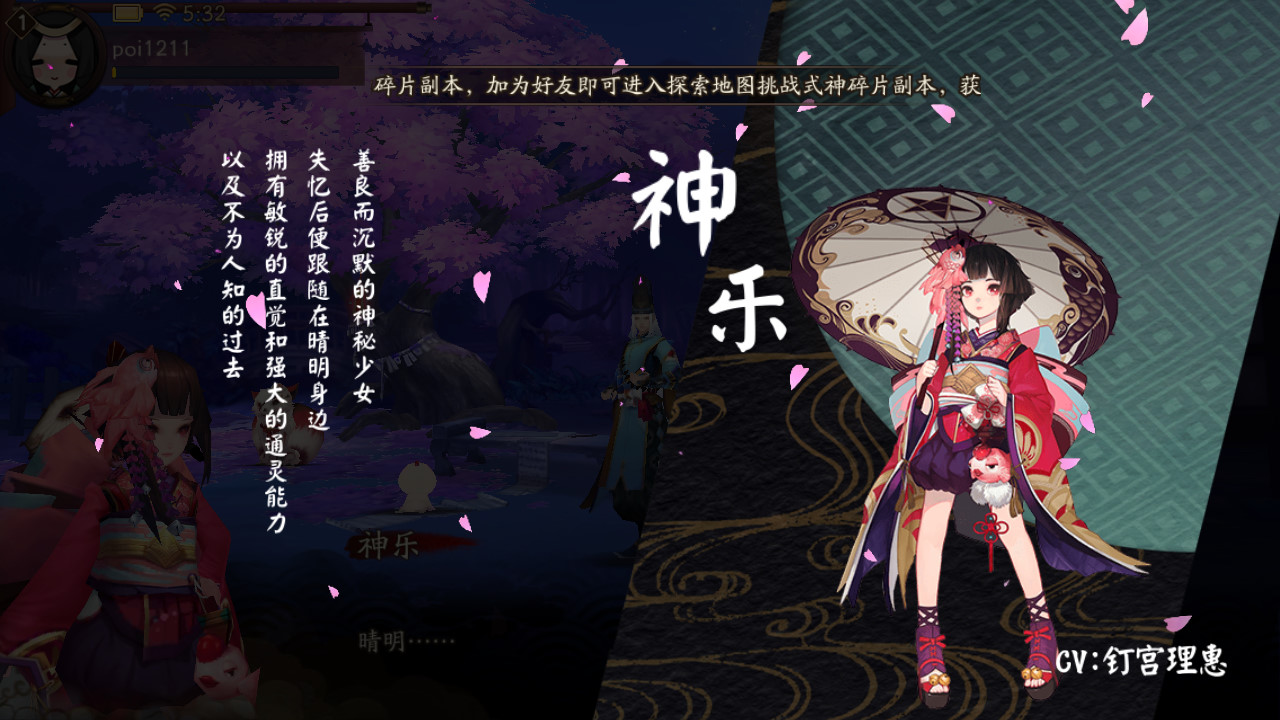 1
5:32
poi1211
碎片副本，加为好友即可进入探索地图挑战式神碎片副本，获
神乐
善良而沉默的神秘少女
失忆后便跟随在晴明身边
拥有敏锐的直觉和强大的通灵能力
以及不为人知的过去
神乐
晴明······
CV:钉宫理惠